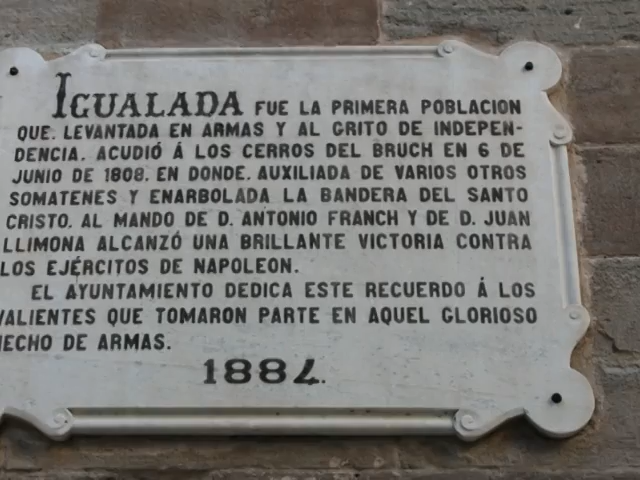 IGUALADA FUE LA PRIMERA POBLACION
QUE. LEVANTADA EN ARMAS Y AL GRITO DE INDEPEN-
DENCIA. ACUDIÓ Á LOS CERROS DEL BRUCH EN 6 DE
JUNIO DE 1808. EN DONDE. AUXILIADA DE VARIOS OTROS
SOMATENES Y ENARBOLADA LA BANDERA DEL SANTO
CRISTO. AL MANDO DE D. ANTONIO FRANCH Y DE D. JUAN
LLIMONA ALCANZÓ UNA BRILLANTE VICTORIA CONTRA
LOS EJÉRCITOS DE NAPOLEON.
EL AYUNTAMIENTO DEDICA ESTE RECUERDO Á LOS
VALIENTES QUE TOMARON PARTE EN AQUEL GLORIOSO
HECHO DE ARMAS.
1884.